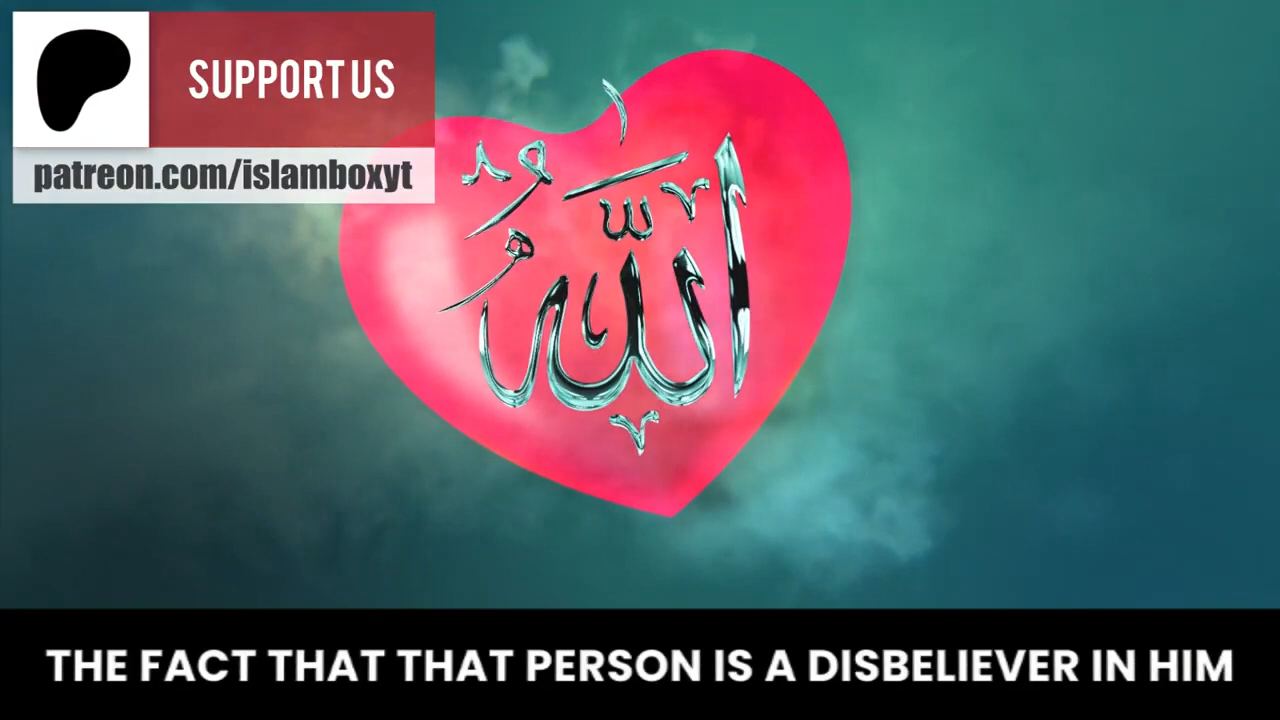 SUPPORT US
patreon.com/islamboxyt
الله
THE FACT THAT THAT PERSON IS A DISBELIEVER IN HIM